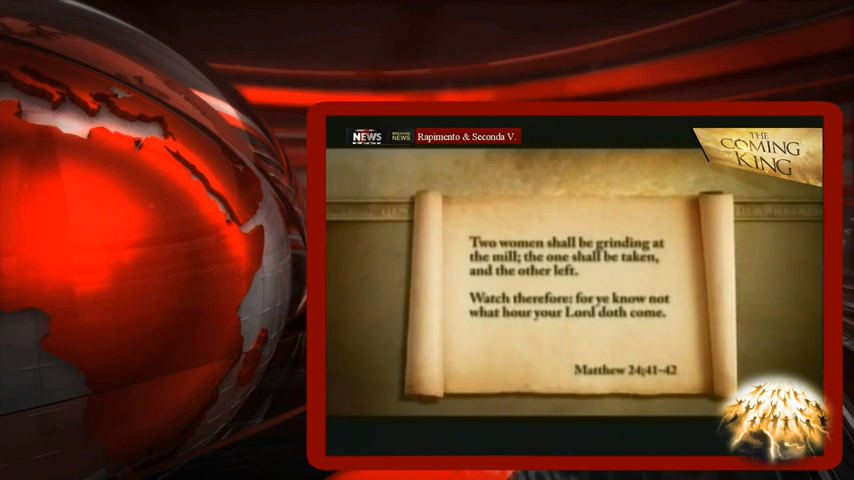 NEWS
BREAKING
NEWS
Rapimento & Seconda V.
THE
COMING
KING
Two women shall be grinding at
the mill; the one shall be taken,
and the other left.
Watch therefore: for ye know not
what hour your Lord doth come.
Matthew 24:41-42